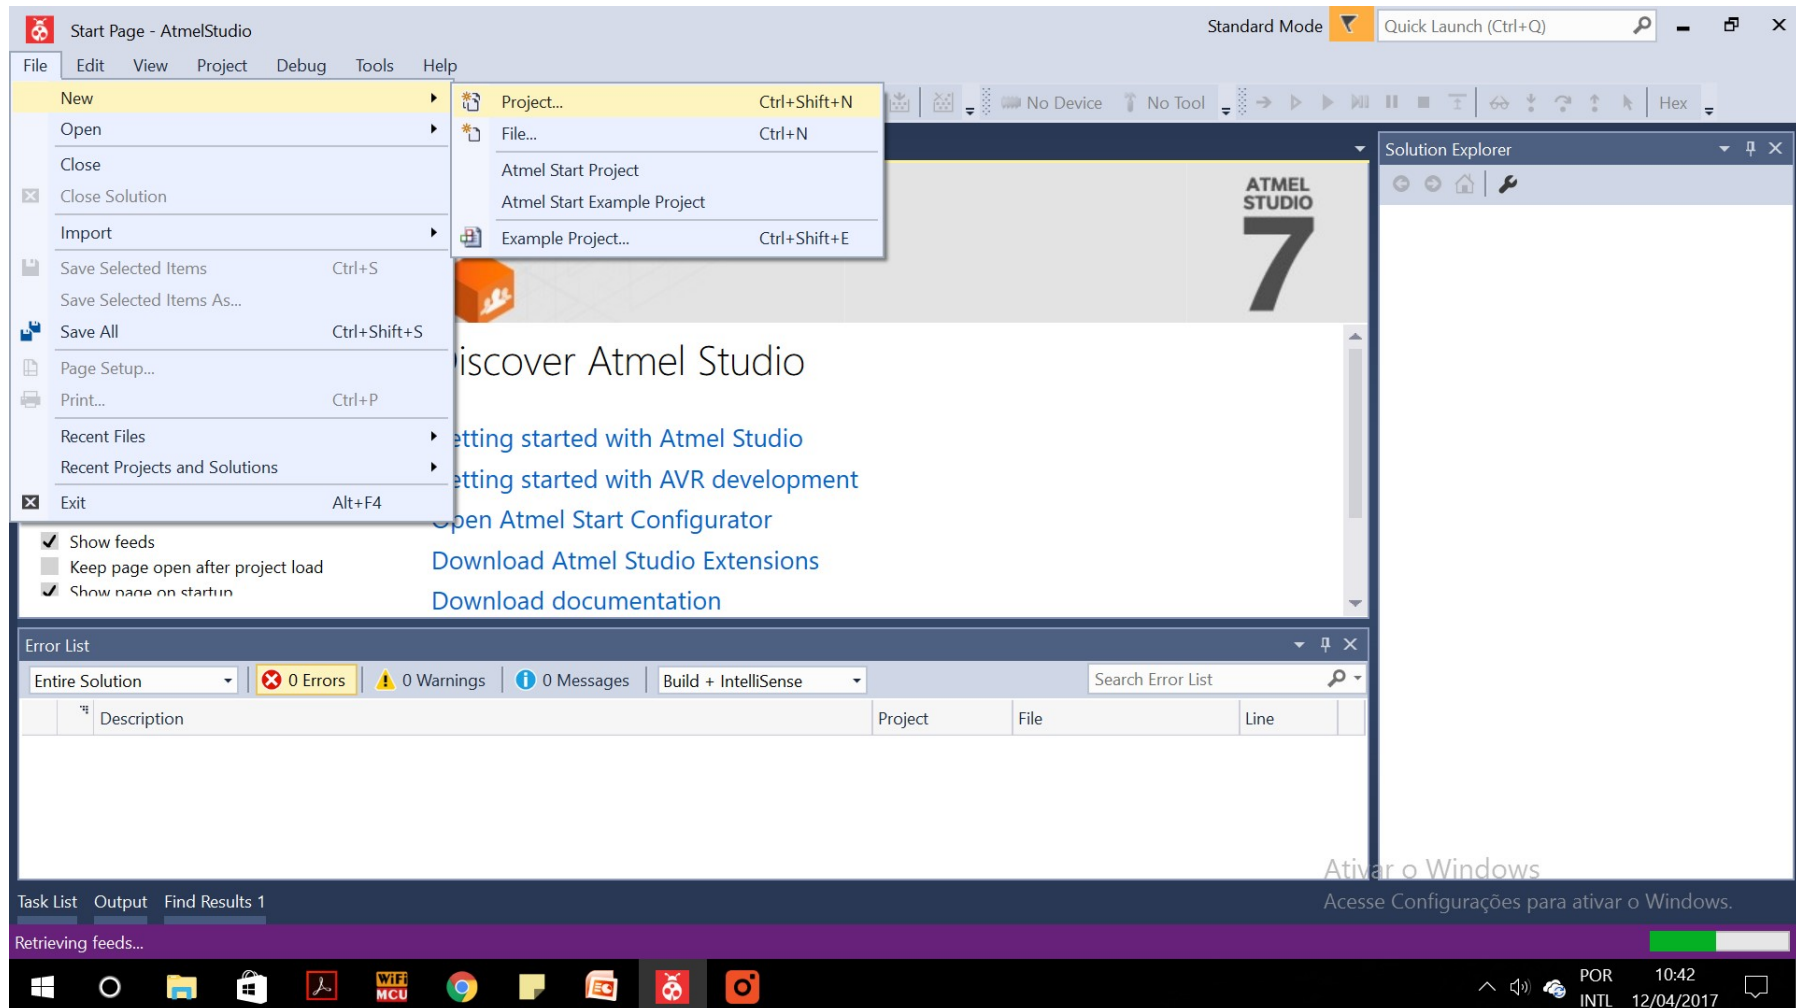 Start Page - AtmelStudio
Standard Mode
Quick Launch (Ctrl+Q)
File Edit View Project Debug Tools Help
New
Open
Close
Close Solution
Import
Save Selected Items Ctrl+S
Save Selected Items As...
Save All Ctrl+Shift+S
Page Setup...
Print... Ctrl+P
Recent Files
Recent Projects and Solutions
Exit Alt+F4
Project... Ctrl+Shift+N
File... Ctrl+N
Atmel Start Project
Atmel Start Example Project
Example Project... Ctrl+Shift+E
No Device No Tool Hex
Solution Explorer
ATMEL
STUDIO
7
iscover Atmel Studio
etting started with Atmel Studio
etting started with AVR development
Open Atmel Start Configurator
Download Atmel Studio Extensions
Download documentation
Show feeds
Keep page open after project load
Show page on startup
Error List
Entire Solution 0 Errors 0 Warnings 0 Messages Build + IntelliSense Search Error List
Description Project File Line
Ativar o Windows
Acesse Configurações para ativar o Windows.
Task List Output Find Results 1
Retrieving feeds...
WiFi
MCU
POR
INTL
10:42
12/04/2017